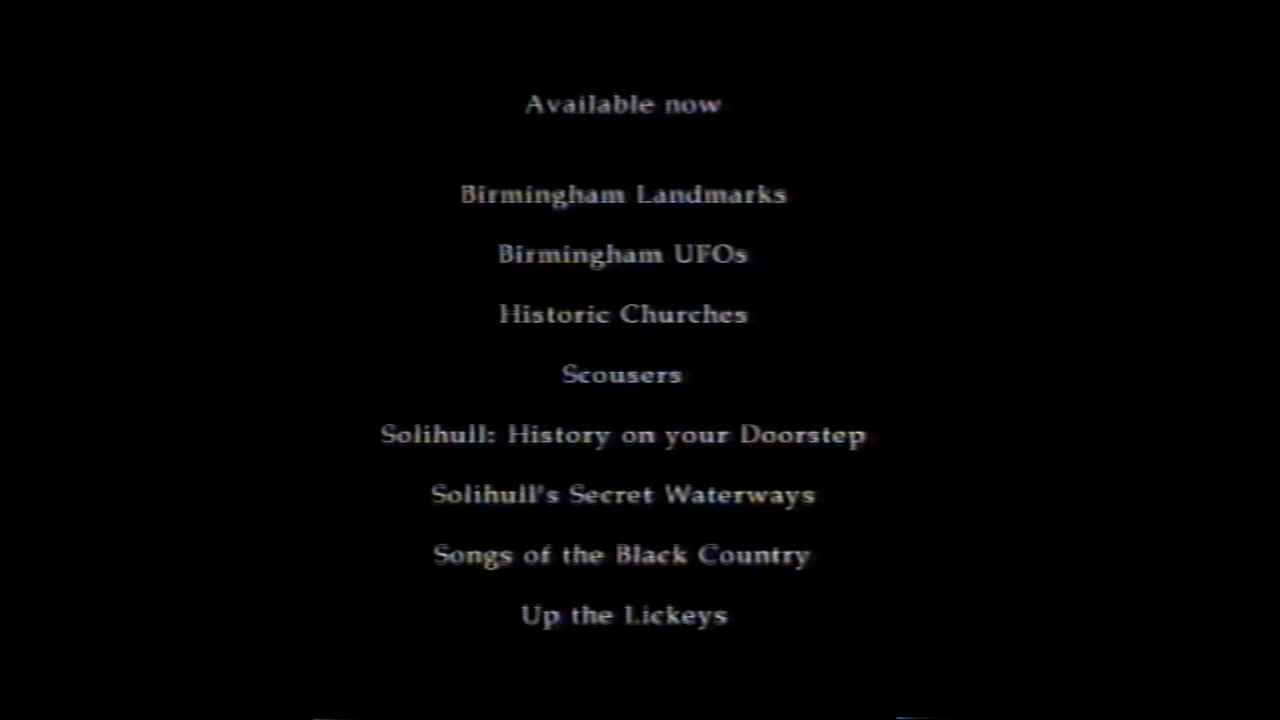 Available now
Birmingham Landmarks
Birmingham UFOs
Historic Churches
Scousers
Solihull: History on your Doorstep
Solihull's Secret Waterways
Songs of the Black Country
Up the Lickeys